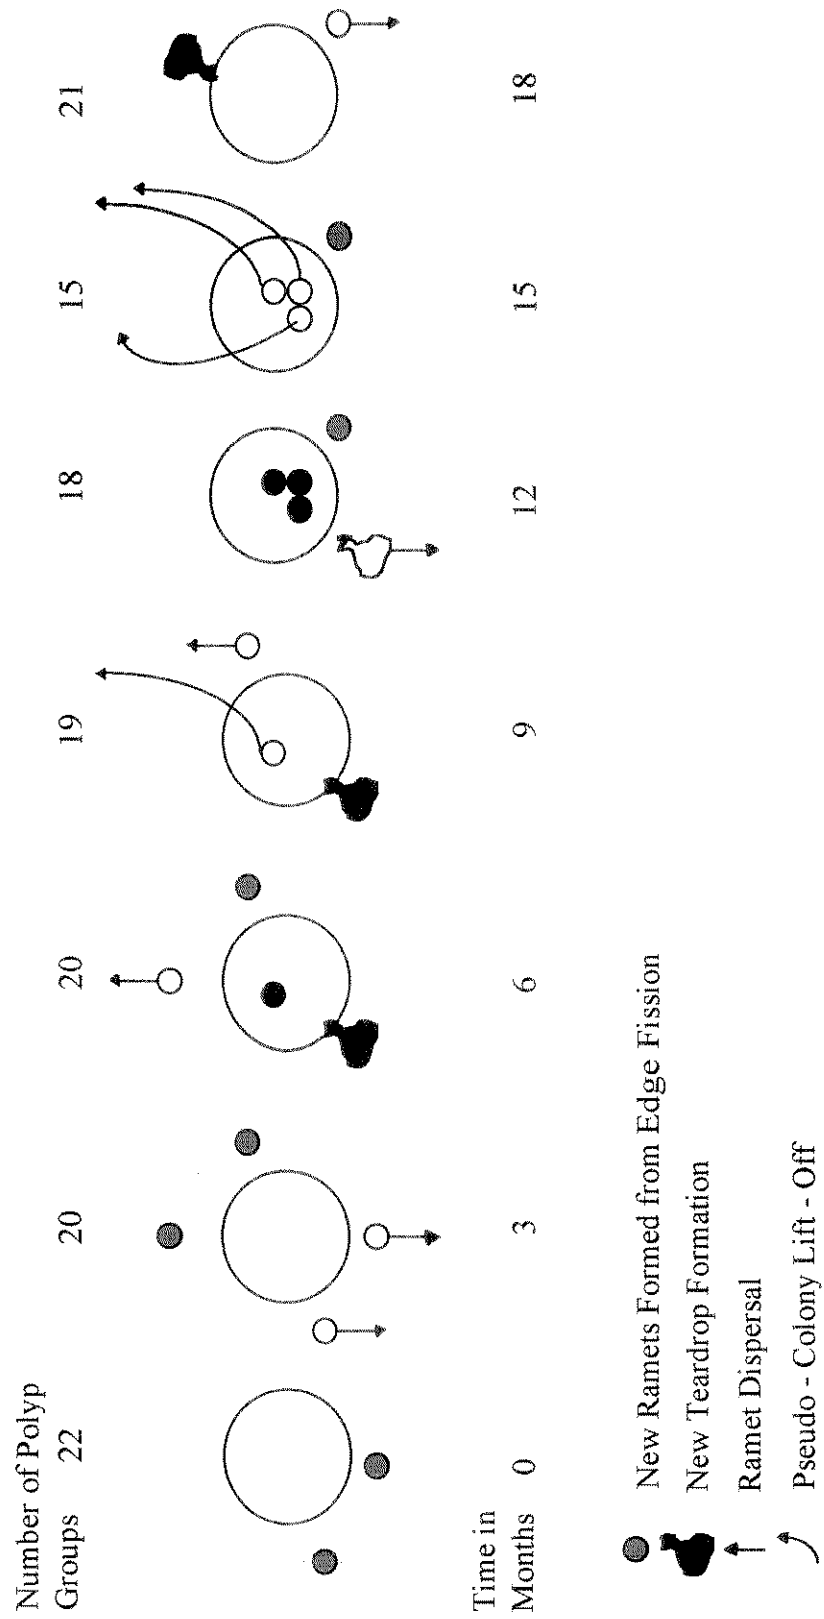 Number of Polyp
Groups 22 20 20 19 18 15 21
Time in
Months 0 3 6 9 12 15 18
New Ramets Formed from Edge Fission
New Teardrop Formation
Ramet Dispersal
Pseudo - Colony Lift - Off